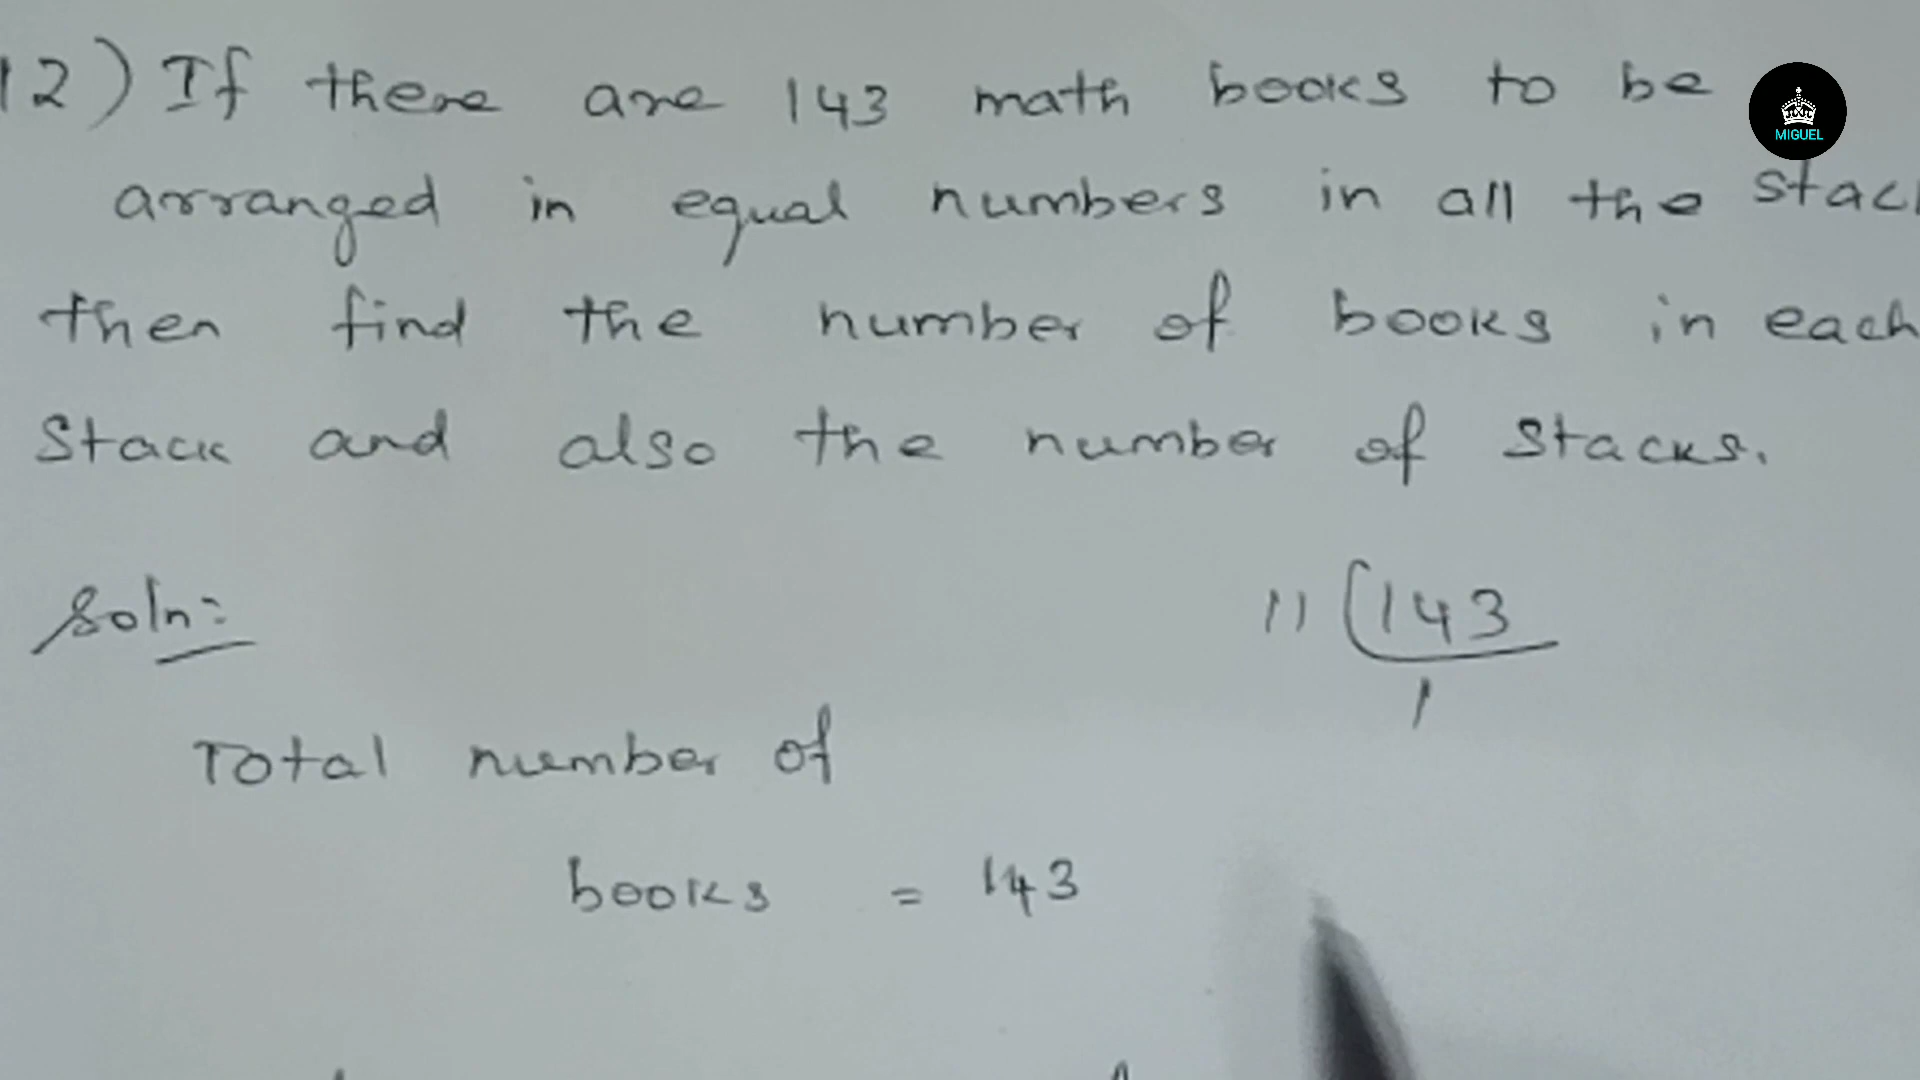 12) If there are 143 math books to be
MIGUEL
arranged in equal numbers in all the
then find the number of books in each
Stack and also the number of stacks.
Soln:
11 143
1
Total number of
books = 143